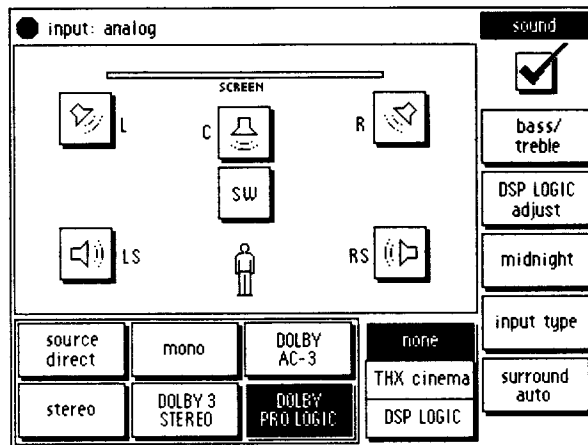 input: analog
sound
SCREEN
L
C
R
bass/
treble
SW
DSP LOGIC
adjust
LS
RS
midnight
input type
source
direct
mono
DOLBY
AC-3
none
THX cinema
surround
auto
stereo
DOLBY 3
STEREO
DOLBY
PRO LOGIC
DSP LOGIC